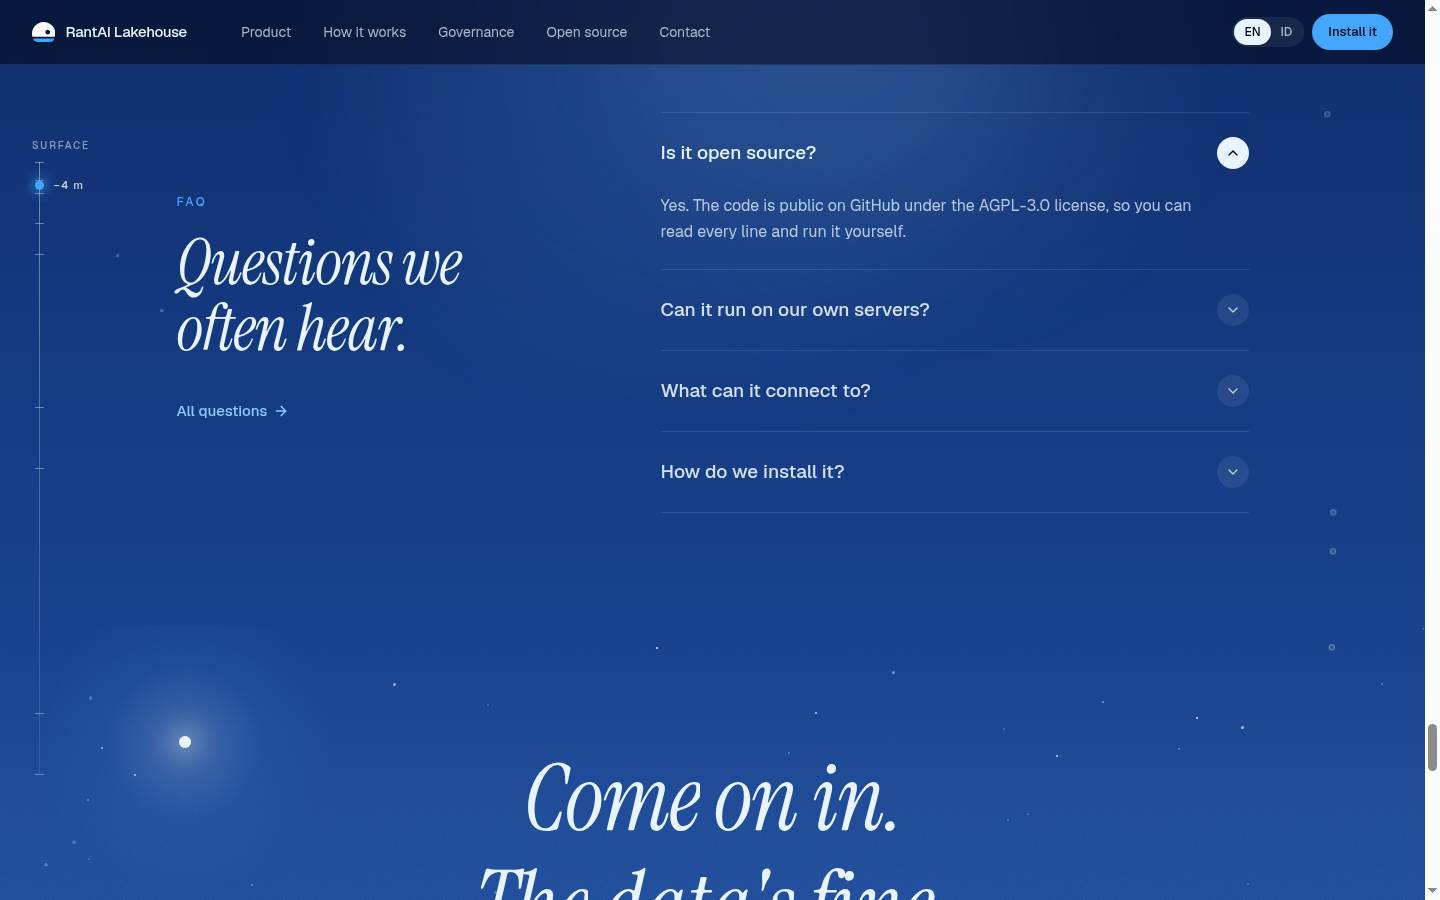 RantAI Lakehouse
Product
How it works
Governance
Open source
Contact
EN
ID
Install it
SURFACE
−4 m
FAQ
Questions we
often hear.
All questions →
Is it open source?
Yes. The code is public on GitHub under the AGPL-3.0 license, so you can
read every line and run it yourself.
Can it run on our own servers?
What can it connect to?
How do we install it?
Come on in.
The data's fine